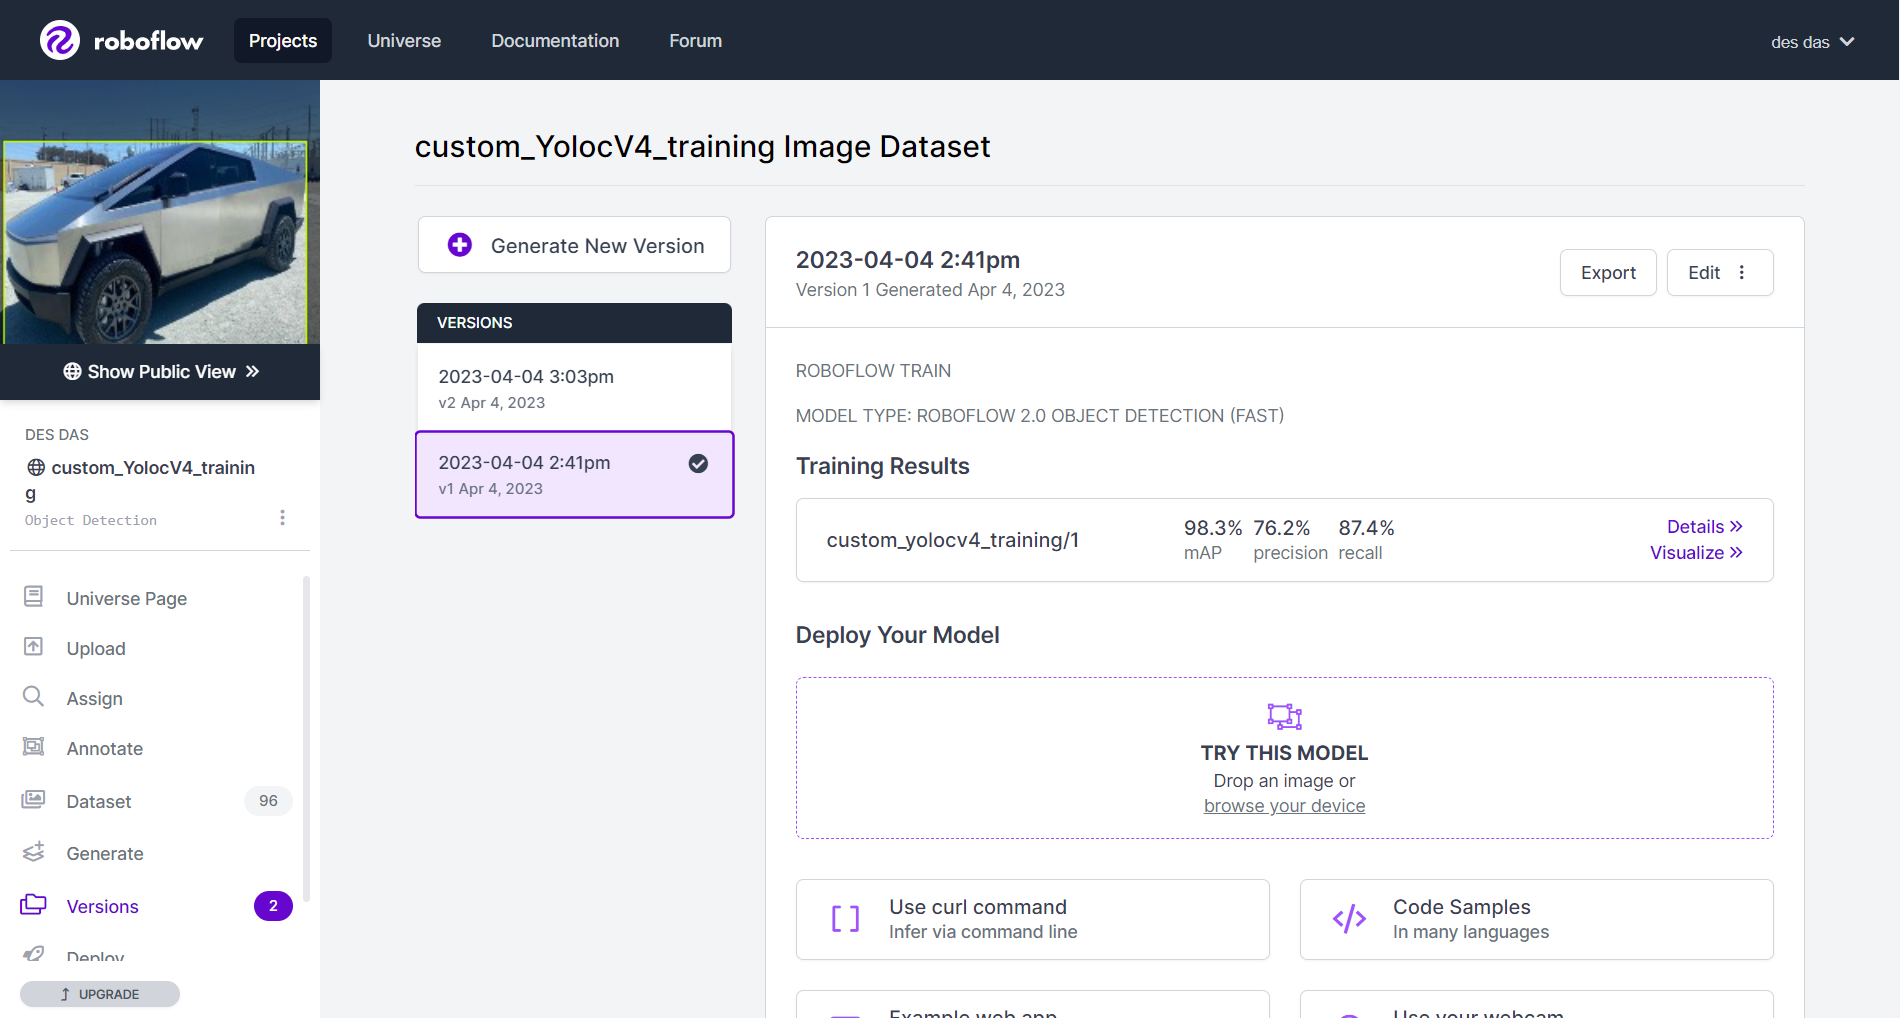 roboflow
Projects
Universe
Documentation
Forum
des das
Show Public View
DES DAS
custom_YolocV4_trainin
g
Object Detection
Universe Page
Upload
Assign
Annotate
Dataset
96
Generate
Versions
2
Deploy
UPGRADE
custom_YolocV4_training Image Dataset
Generate New Version
VERSIONS
2023-04-04 3:03pm
v2 Apr 4, 2023
2023-04-04 2:41pm
v1 Apr 4, 2023
2023-04-04 2:41pm
Version 1 Generated Apr 4, 2023
Export
Edit
ROBOFLOW TRAIN
MODEL TYPE: ROBOFLOW 2.0 OBJECT DETECTION (FAST)
Training Results
custom_yolocv4_training/1
98.3% 76.2% 87.4%
mAP precision recall
Details
Visualize
Deploy Your Model
TRY THIS MODEL
Drop an image or
browse your device
Use curl command
Infer via command line
Code Samples
In many languages
Example web app
Use your webcam